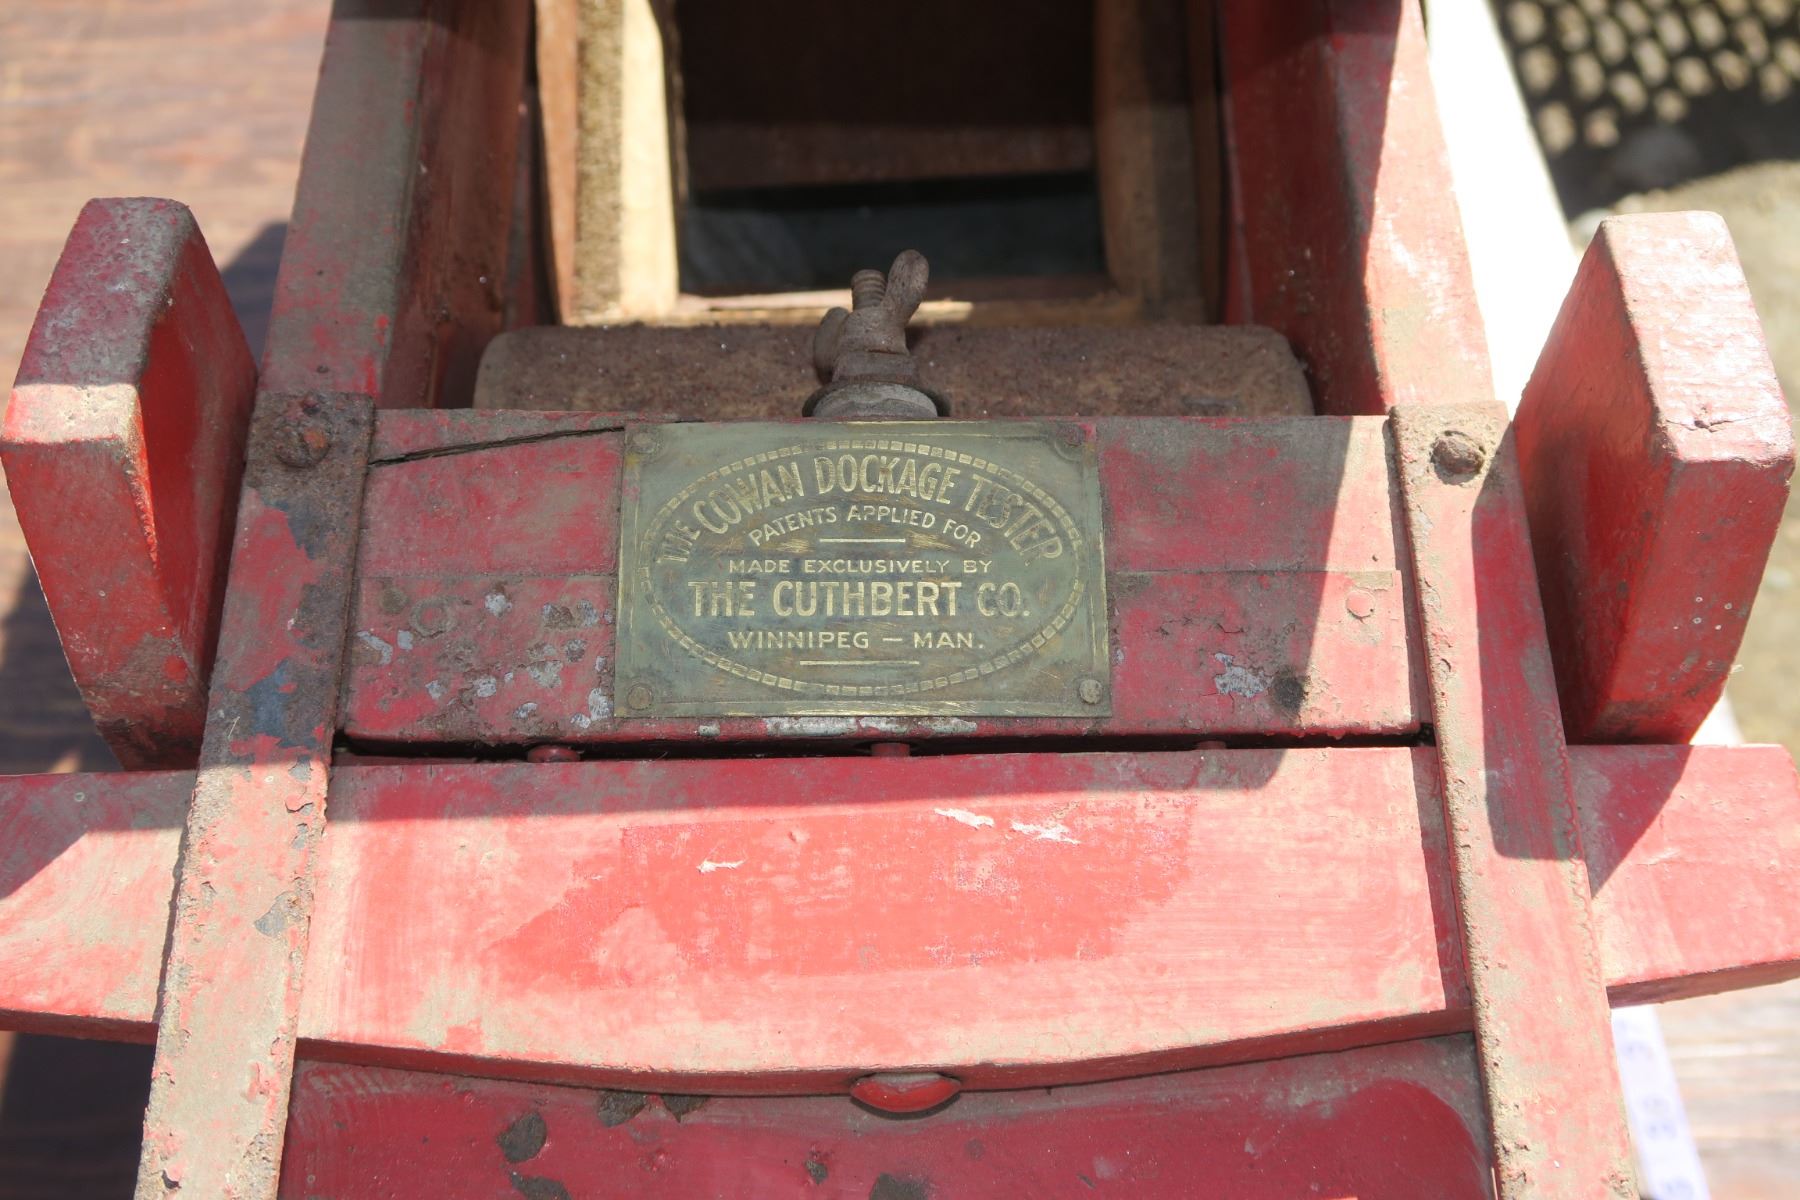 THE COWAN DOCKAGE TESTER
PATENTS APPLIED FOR
MADE EXCLUSIVELY BY
THE CUTHBERT CO.
WINNIPEG — MAN.